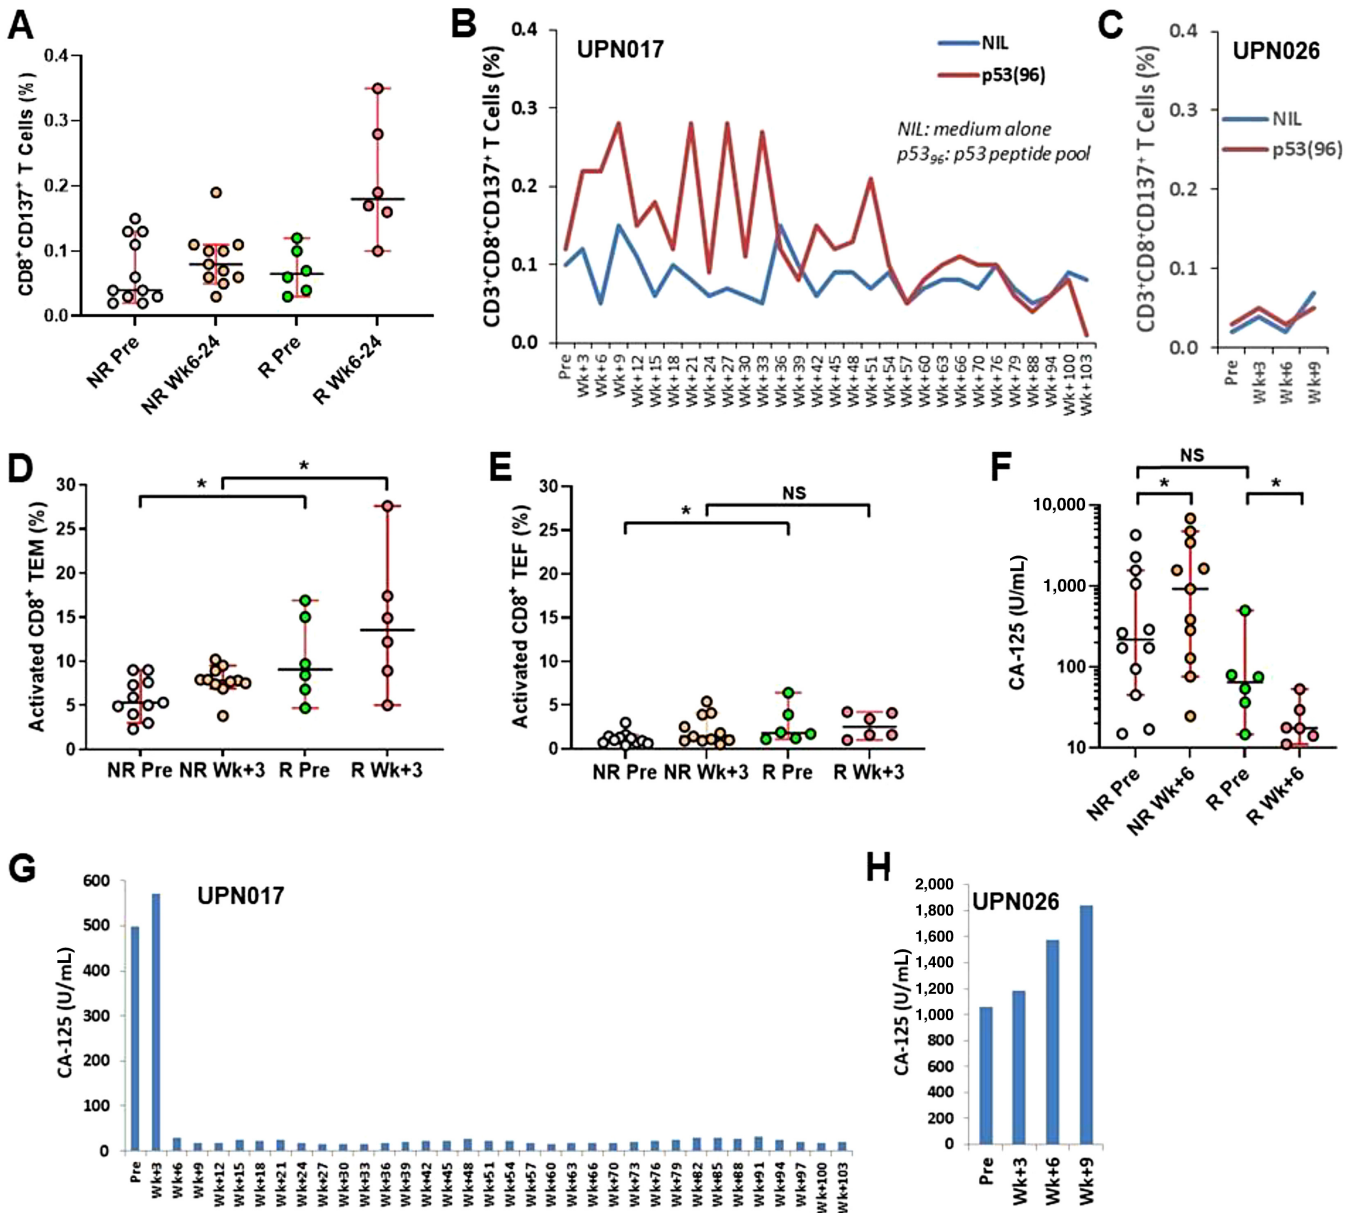 A
CD8⁺ CD137⁺ T Cells (%)
0.4
0.3
0.2
0.1
0.0
NR Pre
NR Wk6-24
R Pre
R Wk6-24
B
UPN017
CD3⁺CD8⁺CD137⁺ T Cells (%)
0.4
0.3
0.2
0.1
0.0
NIL
p53(96)
NIL: medium alone
p53₉₆: p53 peptide pool
Pre
Wk+3
Wk+6
Wk+9
Wk+12
Wk+15
Wk+18
Wk+21
Wk+24
Wk+27
Wk+30
Wk+33
Wk+36
Wk+39
Wk+42
Wk+45
Wk+48
Wk+51
Wk+54
Wk+57
Wk+60
Wk+63
Wk+66
Wk+70
Wk+76
Wk+79
Wk+88
Wk+94
Wk+100
Wk+103
C
UPN026
CD3⁺CD8⁺CD137⁺ T Cells (%)
0.4
0.3
0.2
0.1
0.0
NIL
p53(96)
Pre
Wk+3
Wk+6
Wk+9
D
Activated CD8⁺ TEM (%)
30
25
20
15
10
5
0
*
*
NR Pre
NR Wk+3
R Pre
R Wk+3
E
Activated CD8⁺ TEF (%)
30
25
20
15
10
5
0
*
NS
NR Pre
NR Wk+3
R Pre
R Wk+3
F
CA-125 (U/mL)
10,000
1,000
100
10
NS
*
*
NR Pre
NR Wk+6
R Pre
R Wk+6
G
UPN017
CA-125 (U/mL)
600
500
400
300
200
100
0
Pre
Wk+3
Wk+6
Wk+9
Wk+12
Wk+15
Wk+18
Wk+21
Wk+24
Wk+27
Wk+30
Wk+33
Wk+36
Wk+39
Wk+42
Wk+45
Wk+48
Wk+51
Wk+54
Wk+57
Wk+60
Wk+63
Wk+66
Wk+70
Wk+73
Wk+76
Wk+79
Wk+82
Wk+85
Wk+88
Wk+91
Wk+94
Wk+97
Wk+100
Wk+103
H
UPN026
CA-125 (U/mL)
2,000
1,800
1,600
1,400
1,200
1,000
800
600
400
200
0
Pre
Wk+3
Wk+6
Wk+9